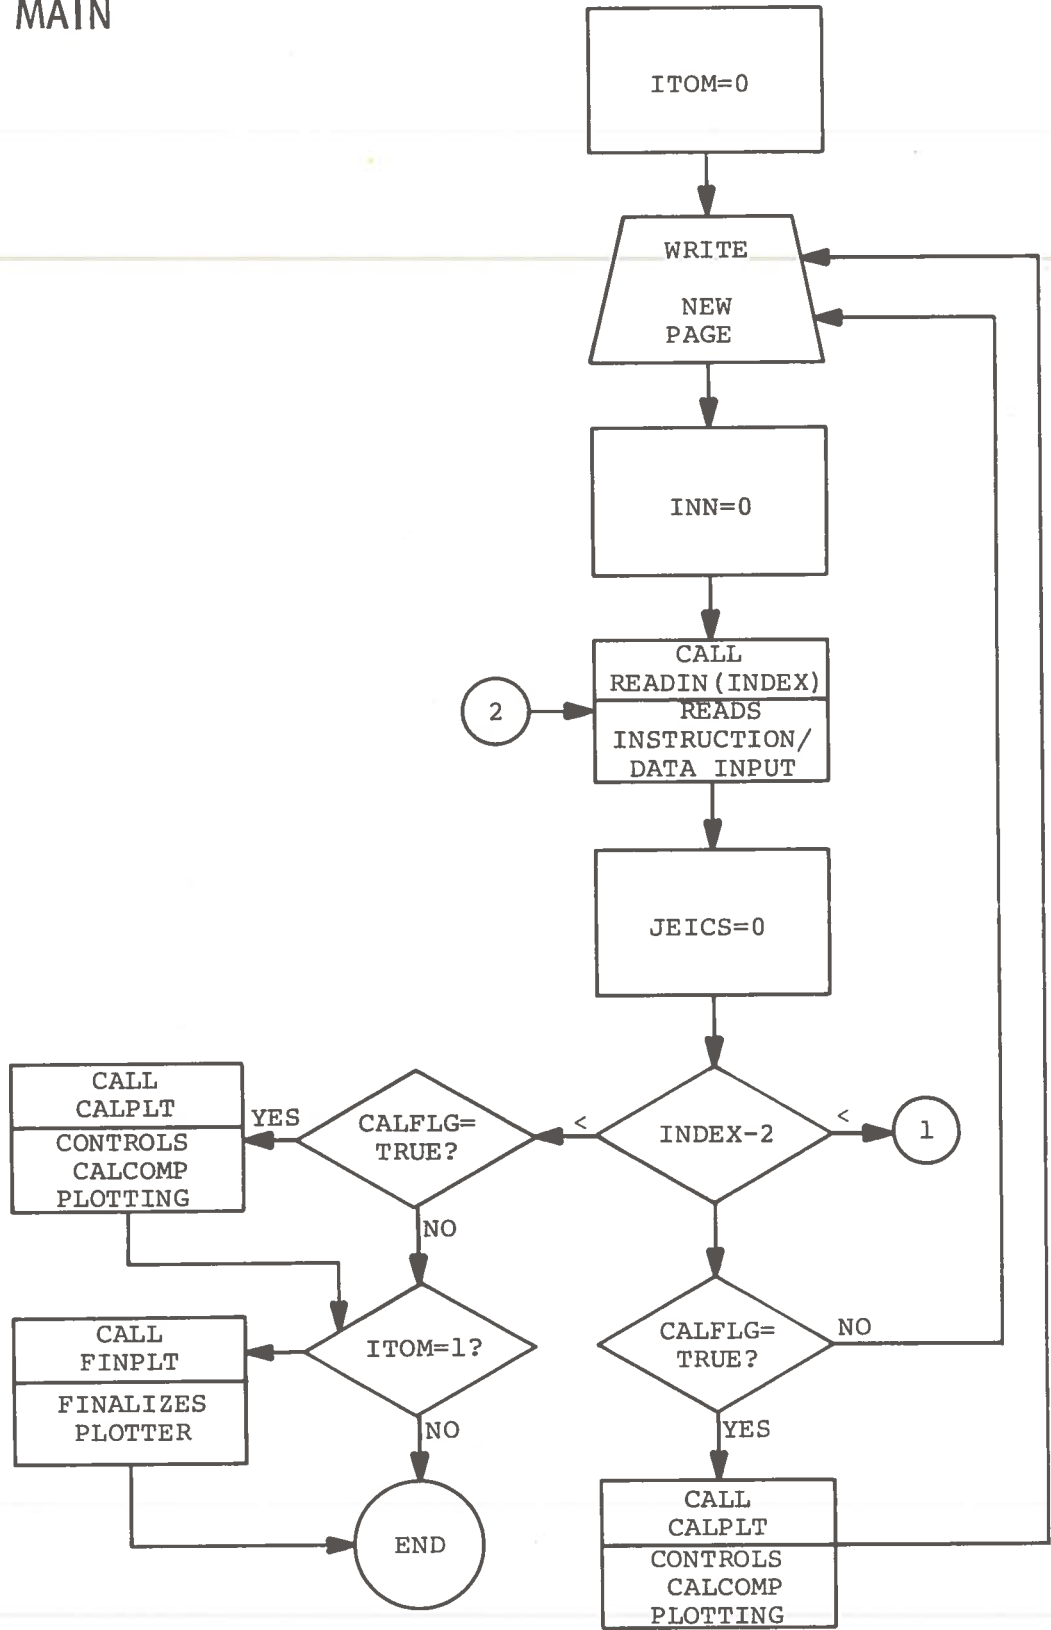 MAIN
ITOM=0
WRITE
NEW
PAGE
INN=0
CALL
READIN(INDEX)
2
READS
INSTRUCTION/
DATA INPUT
JEICS=0
INDEX-2
<
1
<
CALFLG=
TRUE?
YES
CALL
CALPLT
CONTROLS
CALCOMP
PLOTTING
NO
ITOM=1?
CALL
FINPLT
FINALIZES
PLOTTER
NO
END
CALFLG=
TRUE?
NO
YES
CALL
CALPLT
CONTROLS
CALCOMP
PLOTTING